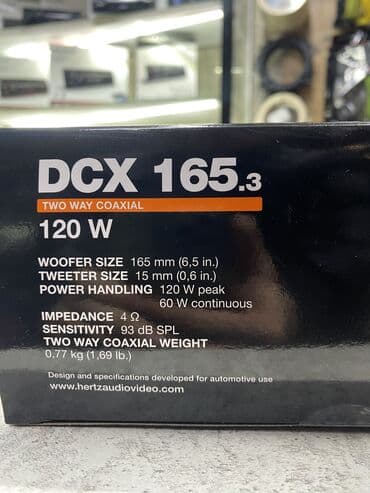 DCX 165.3
TWO WAY COAXIAL
120 W
WOOFER SIZE 165 mm (6,5 in.)
TWEETER SIZE 15 mm (0,6 in.)
POWER HANDLING 120 W peak
60 W continuous
IMPEDANCE 4 Ω
SENSITIVITY 93 dB SPL
TWO WAY COAXIAL WEIGHT
0.77 kg (1,69 lb.)
Design and specifications developed for automotive use
www.hertzaudiovideo.com